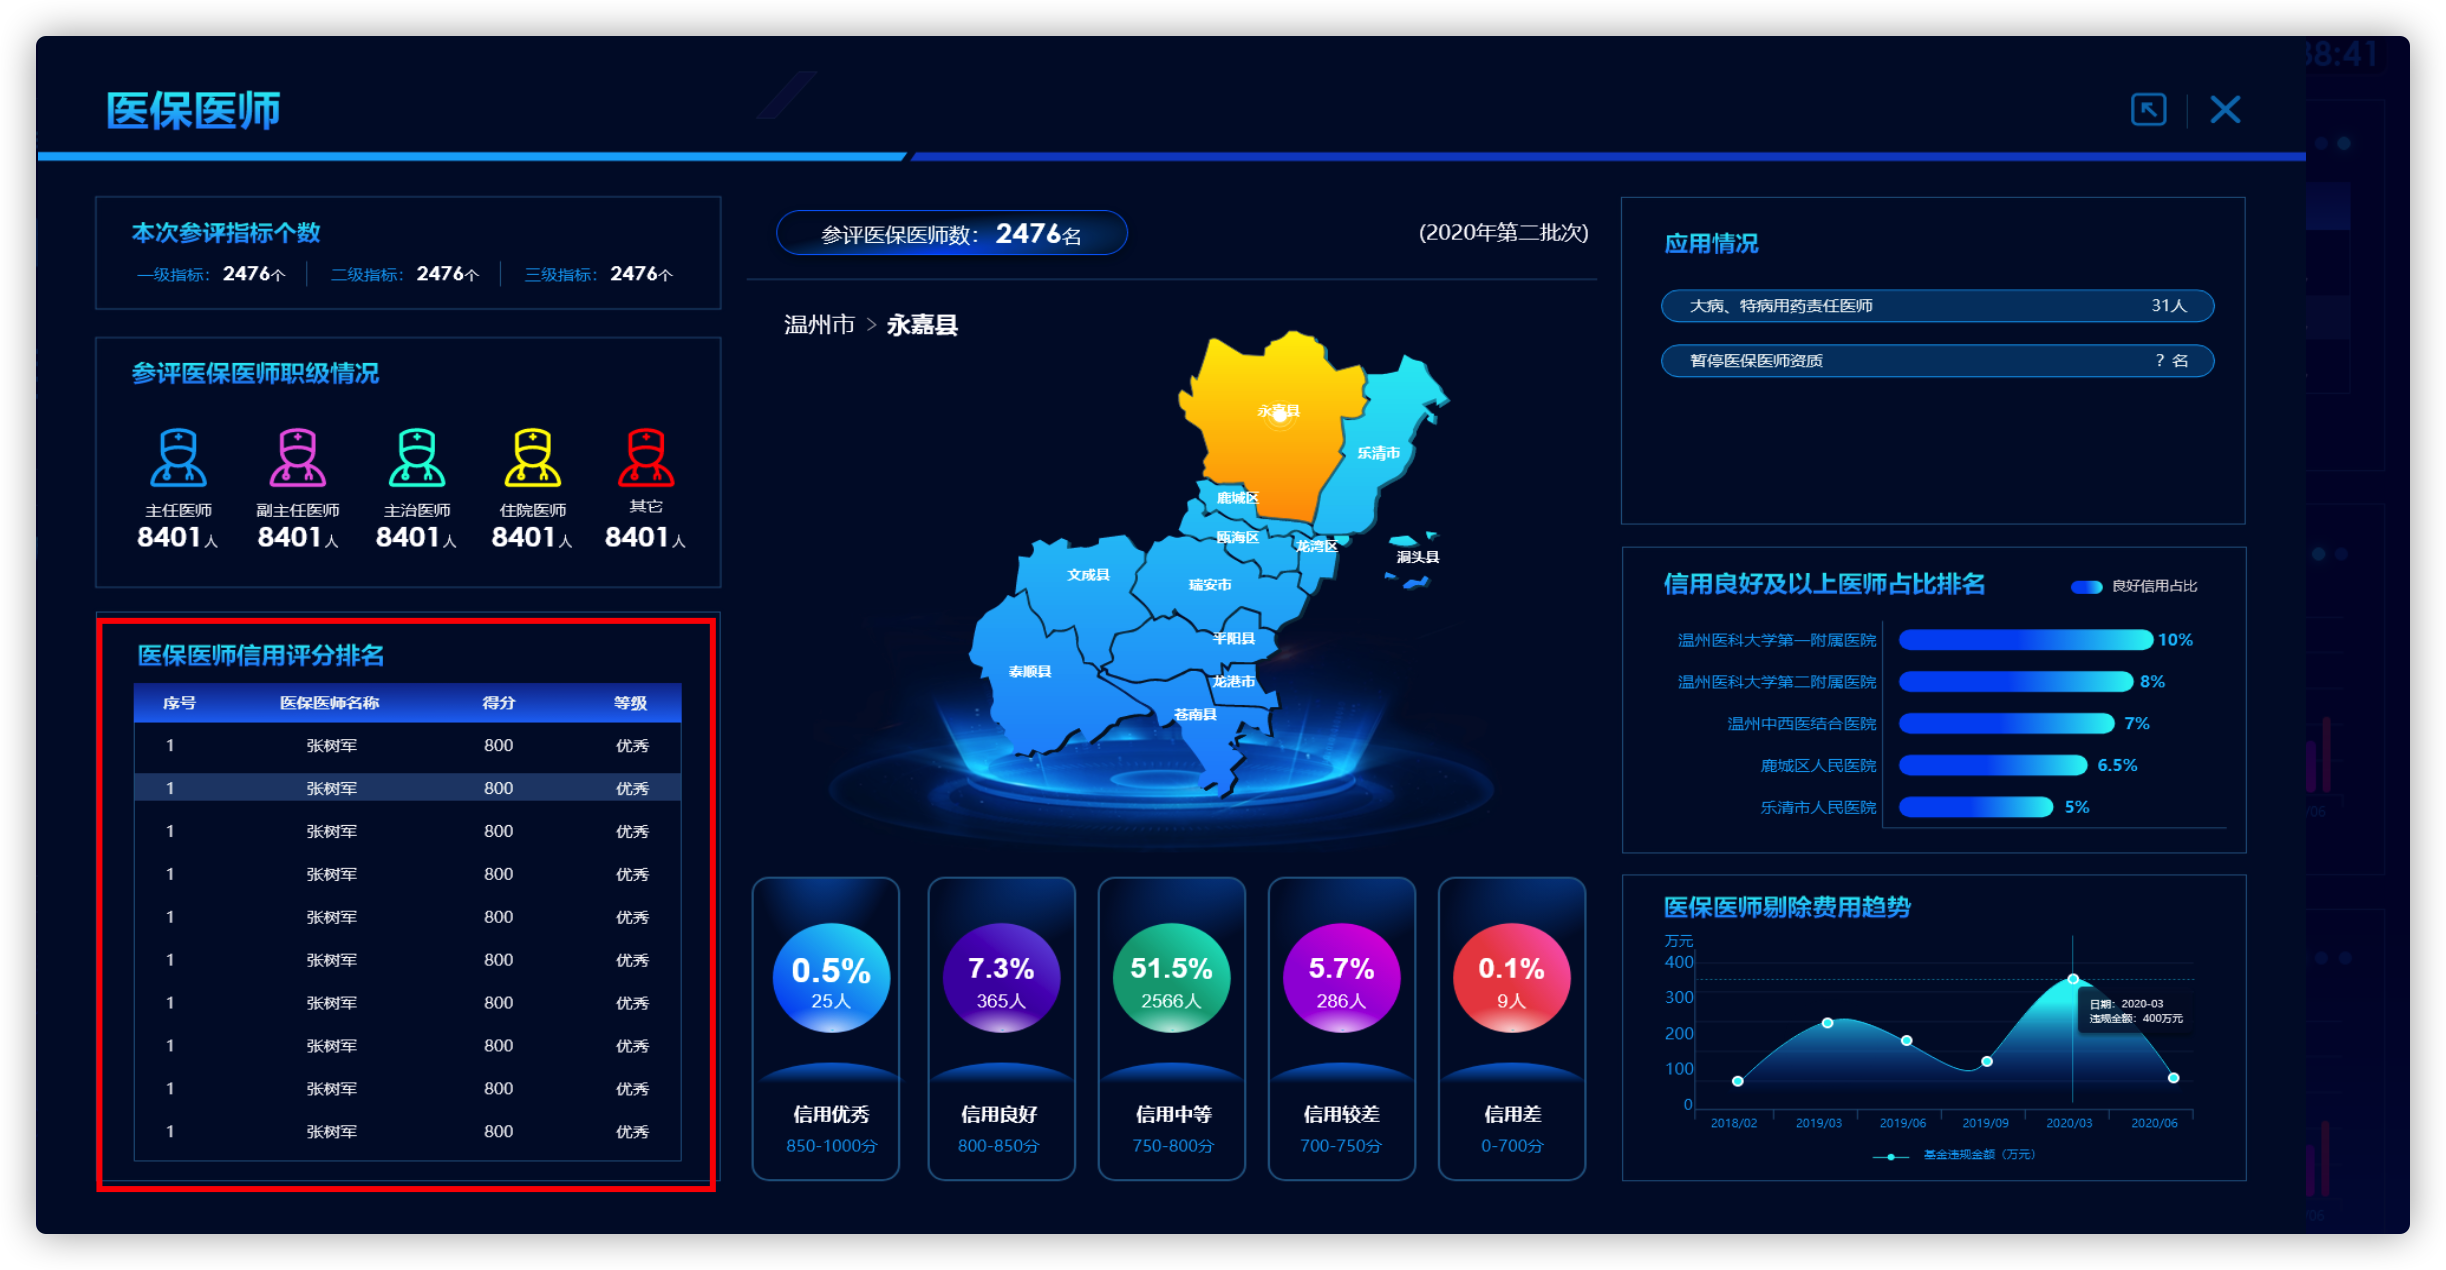 医保医师
38:41
本次参评指标个数
一级指标：2476个
二级指标：2476个
三级指标：2476个
参评医保医师职级情况
主任医师 副主任医师 主治医师 住院医师 其它
8401人 8401人 8401人 8401人 8401人
医保医师信用评分排名
序号 医保医师名称 得分 等级
1 张树军 800 优秀
1 张树军 800 优秀
1 张树军 800 优秀
1 张树军 800 优秀
1 张树军 800 优秀
1 张树军 800 优秀
1 张树军 800 优秀
1 张树军 800 优秀
1 张树军 800 优秀
1 张树军 800 优秀
参评医保医师数：2476名
(2020年第二批次)
温州市 > 永嘉县
永嘉县
乐清市
鹿城区
瓯海区
龙湾区
洞头县
文成县
瑞安市
平阳县
泰顺县
龙港市
苍南县
0.5% 7.3% 51.5% 5.7% 0.1%
25人 365人 2566人 286人 9人
信用优秀 信用良好 信用中等 信用较差 信用差
850-1000分 800-850分 750-800分 700-750分 0-700分
应用情况
大病、特病用药责任医师 31人
暂停医保医师资质 ？名
信用良好及以上医师占比排名
良好信用占比
温州医科大学第一附属医院 10%
温州医科大学第二附属医院 8%
温州中西医结合医院 7%
鹿城区人民医院 6.5%
乐清市人民医院 5%
医保医师剔除费用趋势
万元
400
300
200
100
0
日期：2020-03
违规金额：400万元
2018/02 2019/03 2019/06 2019/09 2020/03 2020/06
基金违规金额（万元）
/06
/06